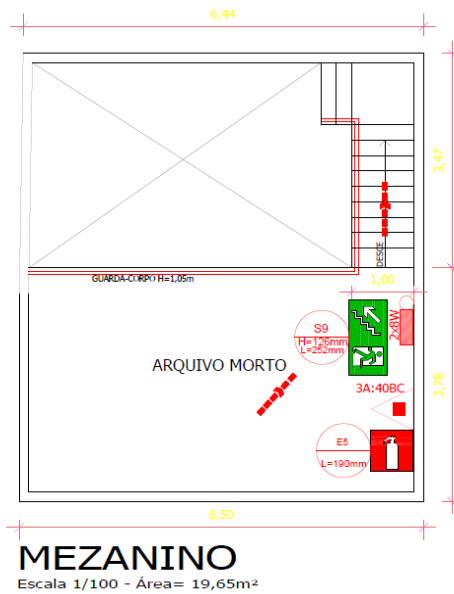 6,44
3,47
DESCE
GUARDA-CORPO H=1,05m
1,00
S9
H=126mm
L=252mm
2x8W
ARQUIVO MORTO
3A:40BC
3,78
E5
L=190mm
6,50
MEZANINO
Escala 1/100 - Área= 19,65m²